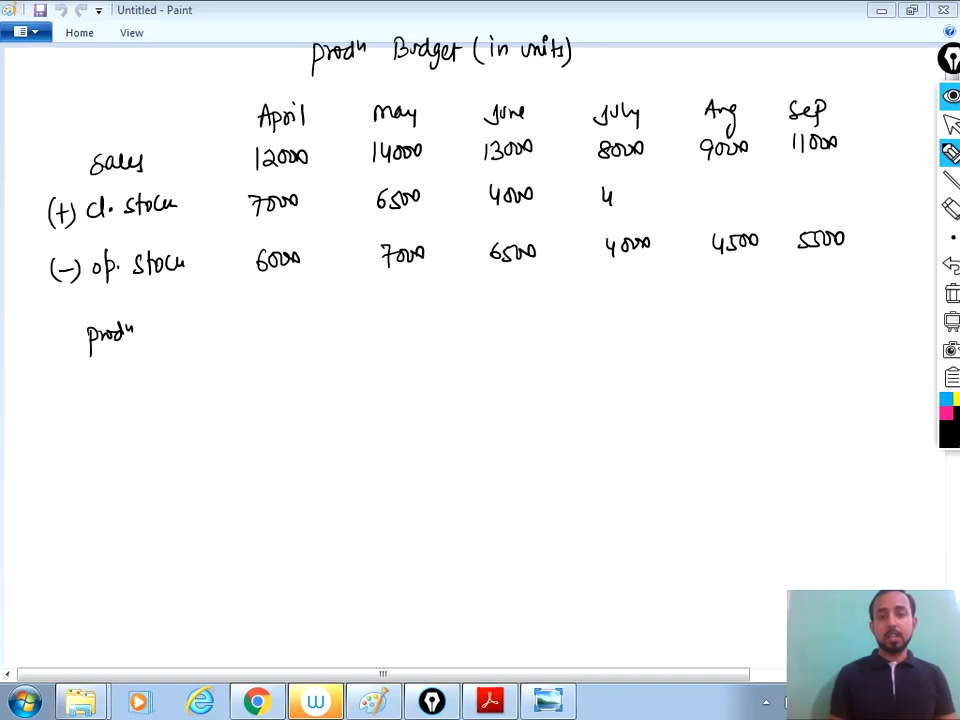 Untitled - Paint
Home View
prodn Budget (in units)
April May June July Aug Sep
Sales 12000 14000 13000 8000 9000 11000
(+) cl. stock 7000 6500 4000 4
(-) op. stock 6000 7000 6500 4000 4500 5500
prodn